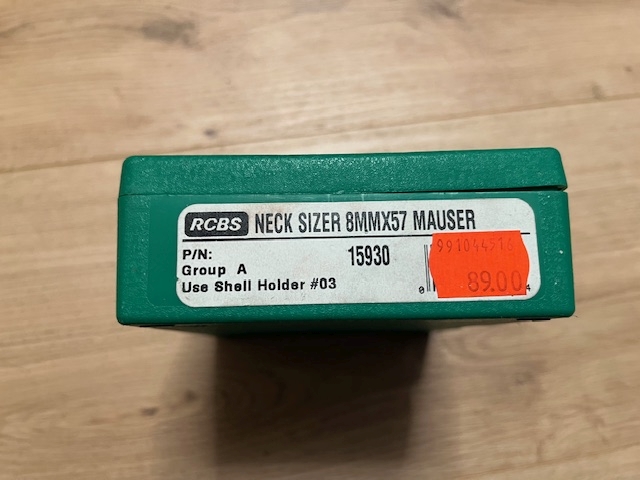 RCBS NECK SIZER 8MMX57 MAUSER
P/N: 15930
Group A
Use Shell Holder #03
89.00